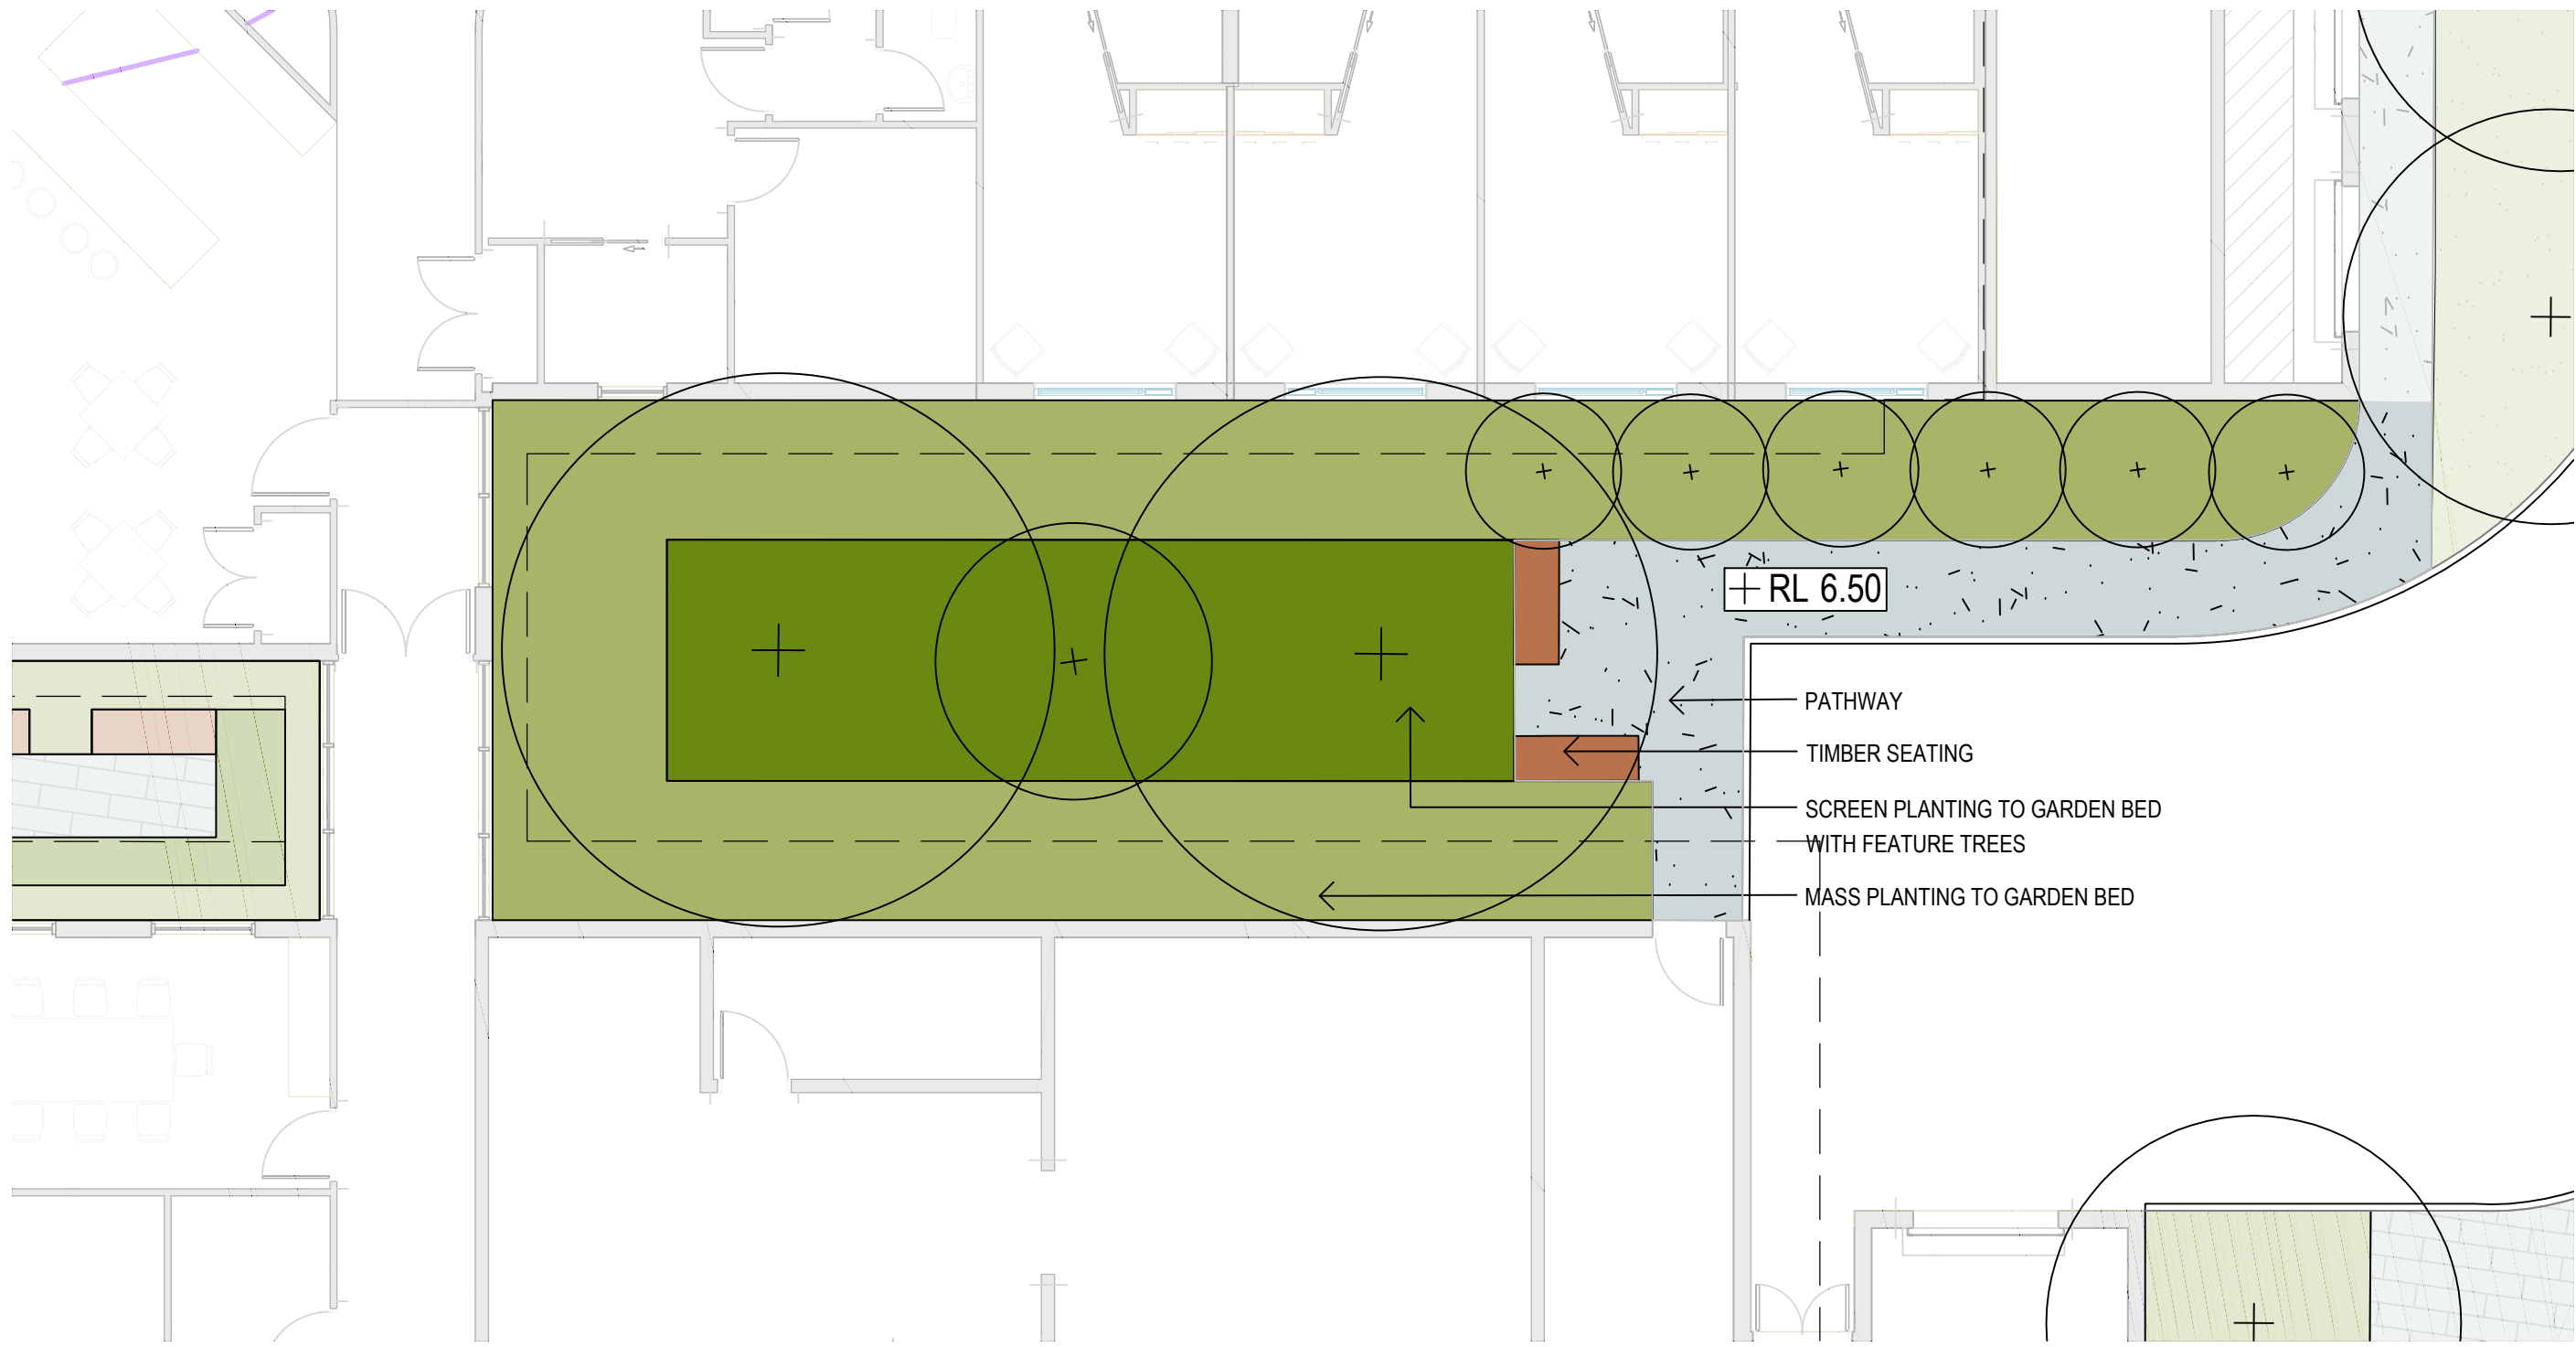 + RL 6.50
PATHWAY
TIMBER SEATING
SCREEN PLANTING TO GARDEN BED
WITH FEATURE TREES
MASS PLANTING TO GARDEN BED